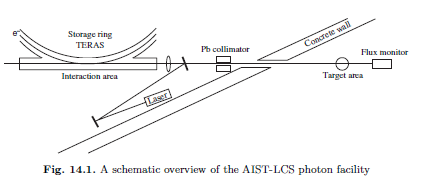 e-
Storage ring
TERAS
Interaction area
Laser
Pb collimator
Concrete wall
Flux monitor
Target area
Fig. 14.1. A schematic overview of the AIST-LCS photon facility